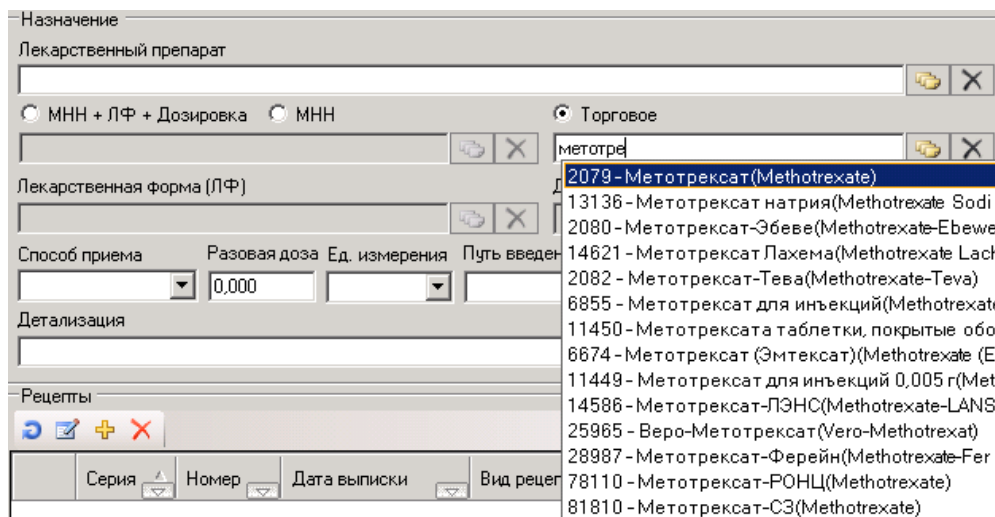 Назначение
Лекарственный препарат
МНН + ЛФ + Дозировка МНН Торговое
метотре
2079 - Метотрексат(Methotrexate)
Лекарственная форма (ЛФ)
13136 - Метотрексат натрия(Methotrexate Sodi
2080 - Метотрексат-Эбеве(Methotrexate-Ebewe
Способ приема Разовая доза Ед. измерения Путь введен
14621 - Метотрексат Лахема(Methotrexate Lach
0,000
2082 - Метотрексат-Тева(Methotrexate-Teva)
6855 - Метотрексат для инъекций(Methotrexate
Детализация
11450 - Метотрексата таблетки, покрытые обо
6674 - Метотрексат (Эмтексат)(Methotrexate (E
11449 - Метотрексат для инъекций 0,005 г(Met
Рецепты
14586 - Метотрексат-ЛЭНС(Methotrexate-LANS
25965 - Веро-Метотрексат(Vero-Methotrexat)
28987 - Метотрексат-Ферейн(Methotrexate-Fer
Серия Номер Дата выписки Вид рецеп
78110 - Метотрексат-РОНЦ(Methotrexate)
81810 - Метотрексат-СЗ(Methotrexate)